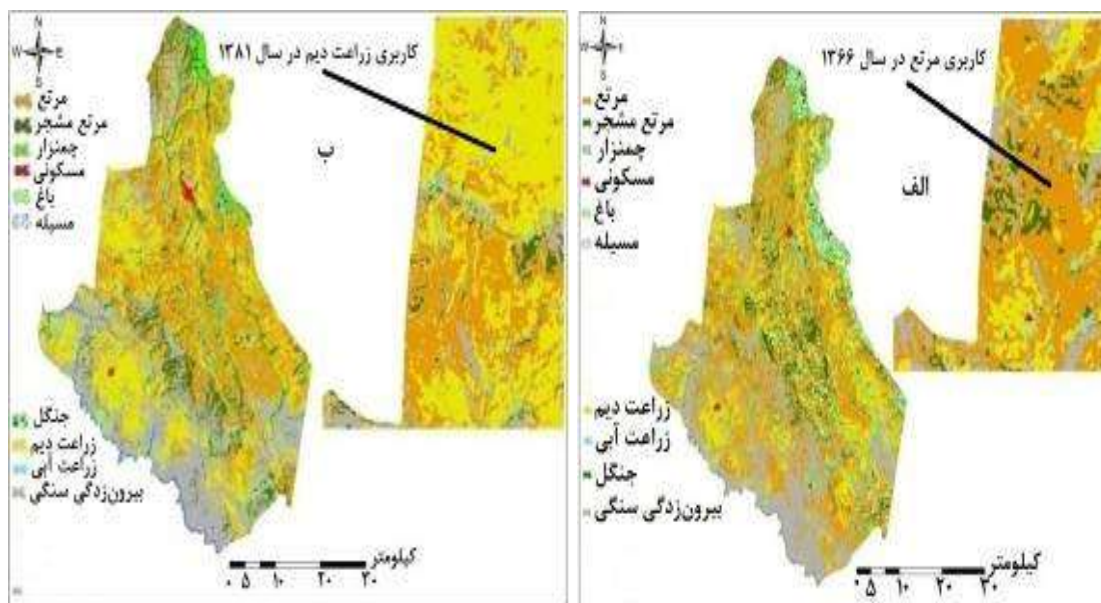 N
W E
S
کاربری مرتع در سال ۱۳۶۶
مرتع
مرتع مشجر
چمنزار
مسکونی
باغ
مسیله
الف
زراعت دیم
زراعت آبی
جنگل
بیرون‌زدگی سنگی
کیلومتر
۰ ۵ ۱۰ ۲۰ ۳۰
N
W E
S
کاربری زراعت دیم در سال ۱۳۸۱
مرتع
مرتع مشجر
چمنزار
مسکونی
باغ
مسیله
ب
جنگل
زراعت دیم
زراعت آبی
بیرون‌زدگی سنگی
کیلومتر
۰ ۵ ۱۰ ۲۰ ۳۰